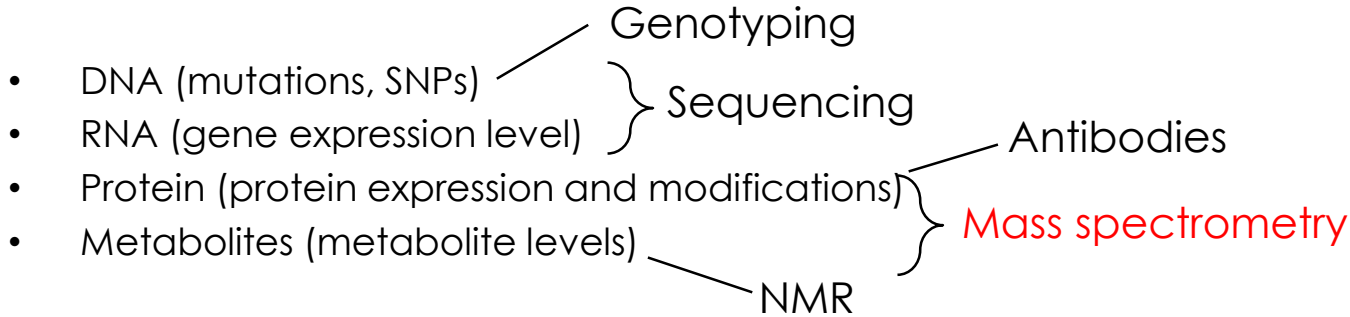 Genotyping
• DNA (mutations, SNPs)
Sequencing
• RNA (gene expression level)
Antibodies
• Protein (protein expression and modifications)
Mass spectrometry
• Metabolites (metabolite levels)
NMR